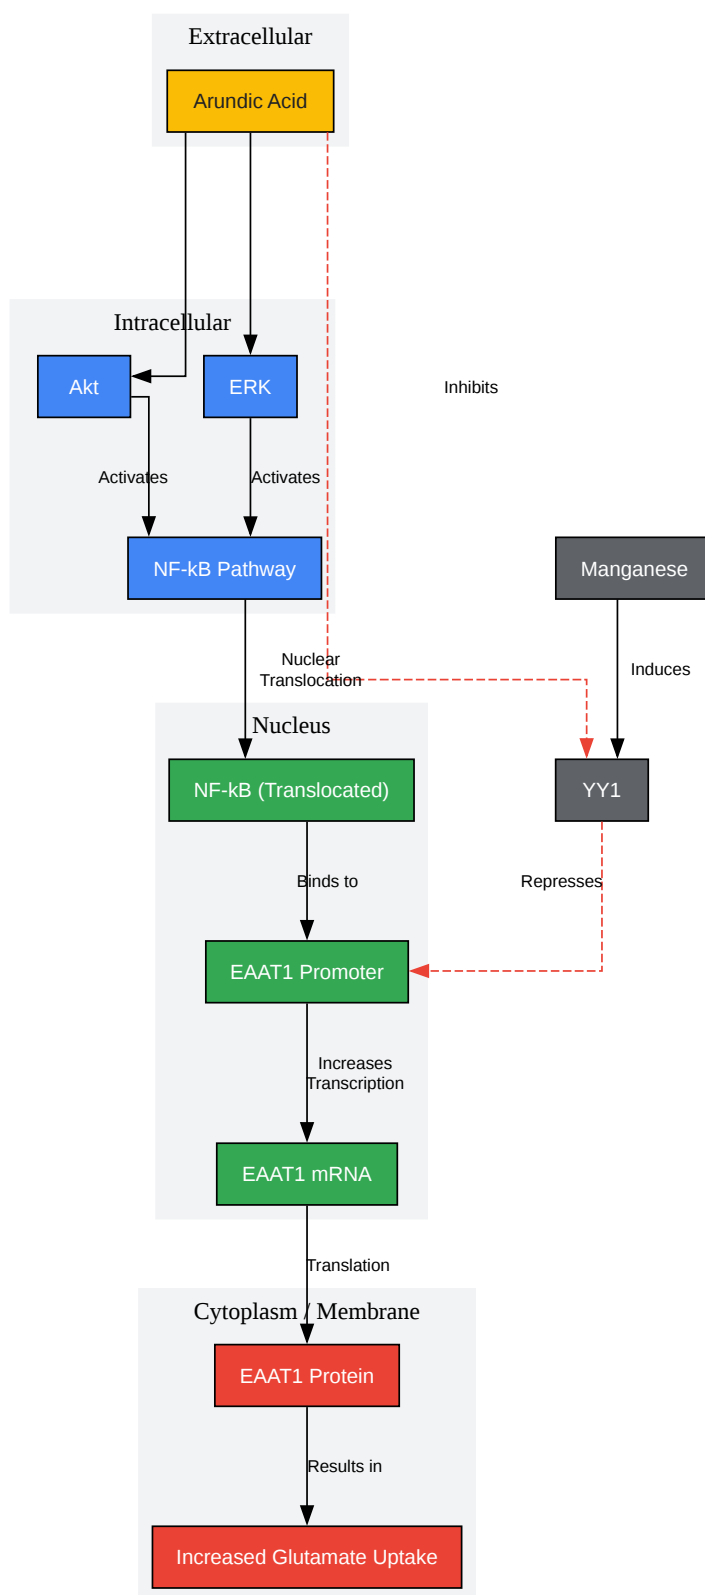 Extracellular
Arundic Acid
Intracellular
Akt
ERK
Inhibits
Activates
Activates
NF-kB Pathway
Manganese
Nuclear
Translocation
Induces
Nucleus
NF-kB (Translocated)
YY1
Binds to
Represses
EAAT1 Promoter
Increases
Transcription
EAAT1 mRNA
Translation
Cytoplasm / Membrane
EAAT1 Protein
Results in
Increased Glutamate Uptake